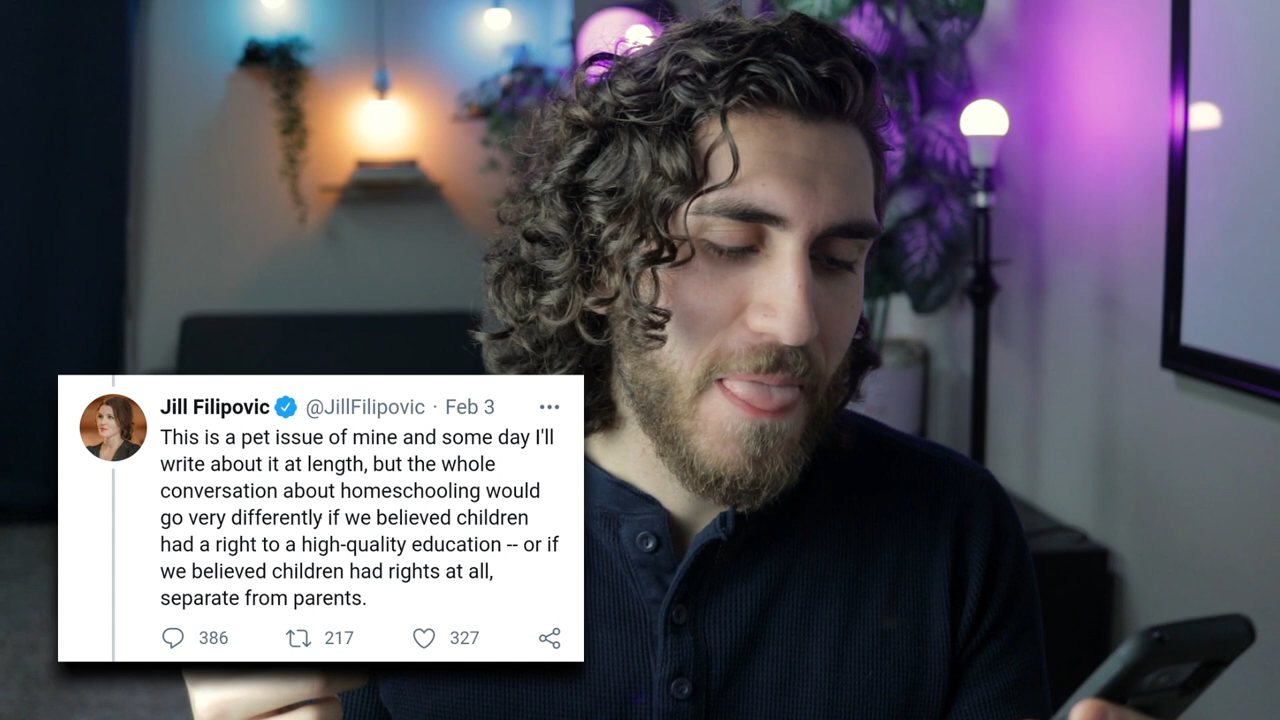 Jill Filipovic @JillFilipovic · Feb 3
This is a pet issue of mine and some day I'll
write about it at length, but the whole
conversation about homeschooling would
go very differently if we believed children
had a right to a high-quality education -- or if
we believed children had rights at all,
separate from parents.
386 217 327